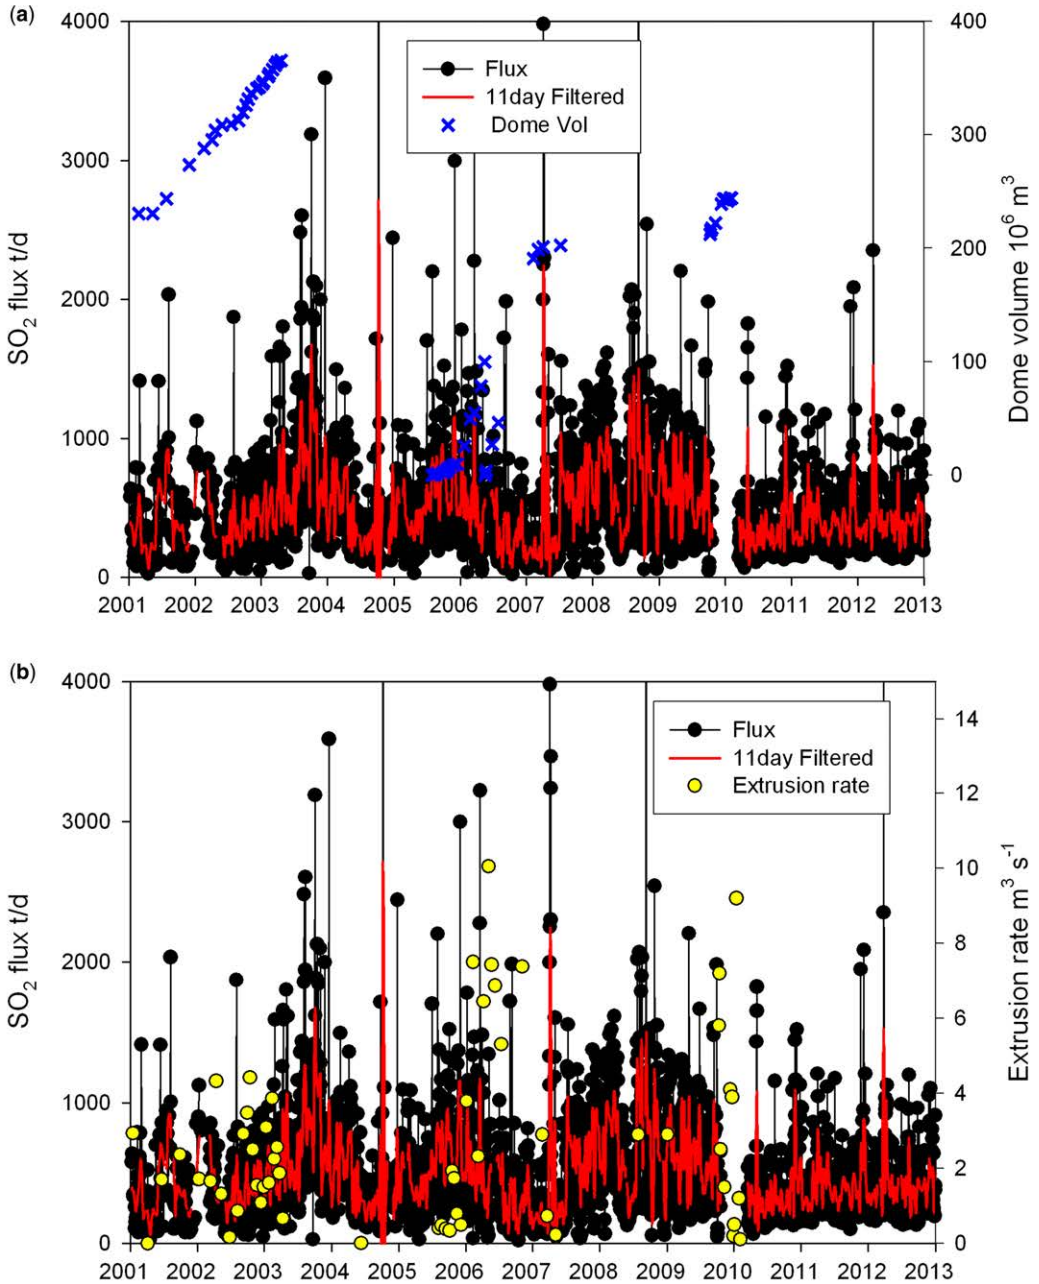 (a)
4000
3000
2000
1000
0
SO2 flux t/d
Flux
11day Filtered
Dome Vol
400
300
200
100
0
Dome volume 10^6 m^3
2001 2002 2003 2004 2005 2006 2007 2008 2009 2010 2011 2012 2013
(b)
4000
3000
2000
1000
0
SO2 flux t/d
Flux
11day Filtered
Extrusion rate
14
12
10
8
6
4
2
0
Extrusion rate m^3 s^-1
2001 2002 2003 2004 2005 2006 2007 2008 2009 2010 2011 2012 2013